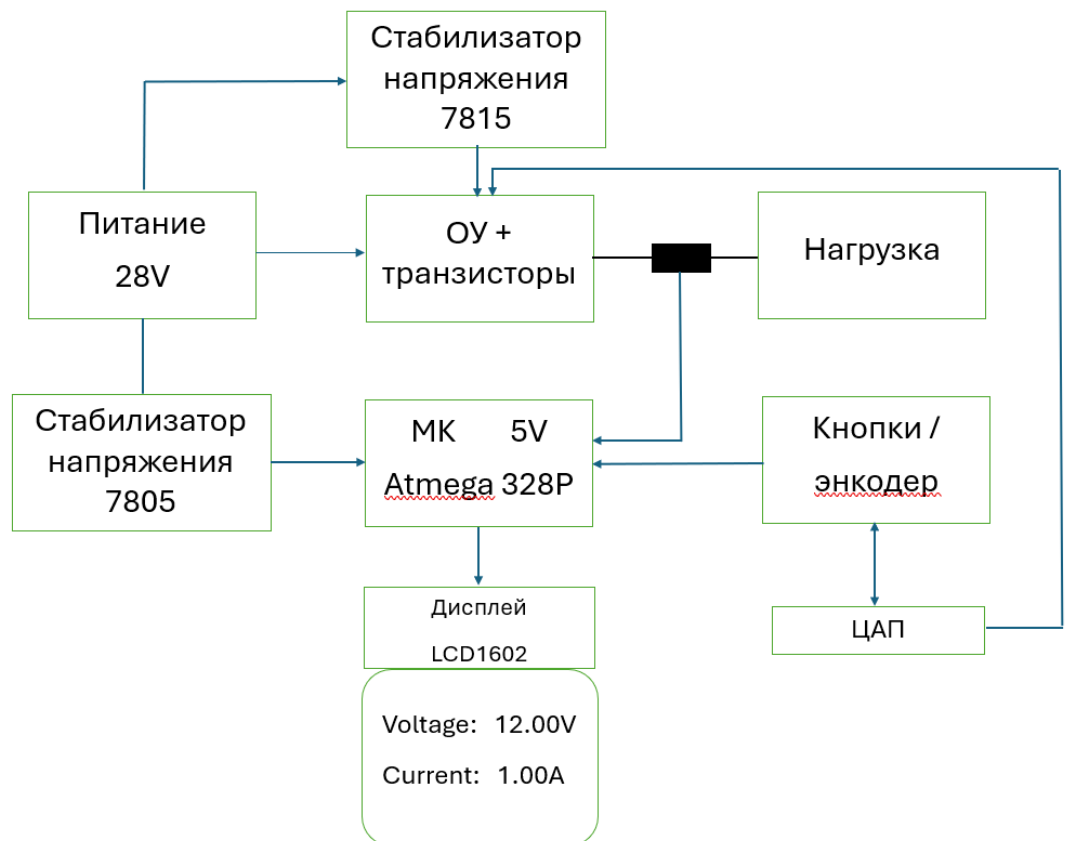 Стабилизатор
напряжения
7815
Питание
28V
ОУ +
транзисторы
Нагрузка
Стабилизатор
напряжения
7805
МК 5V
Atmega 328P
Кнопки /
энкодер
Дисплей
LCD1602
ЦАП
Voltage: 12.00V
Current: 1.00A